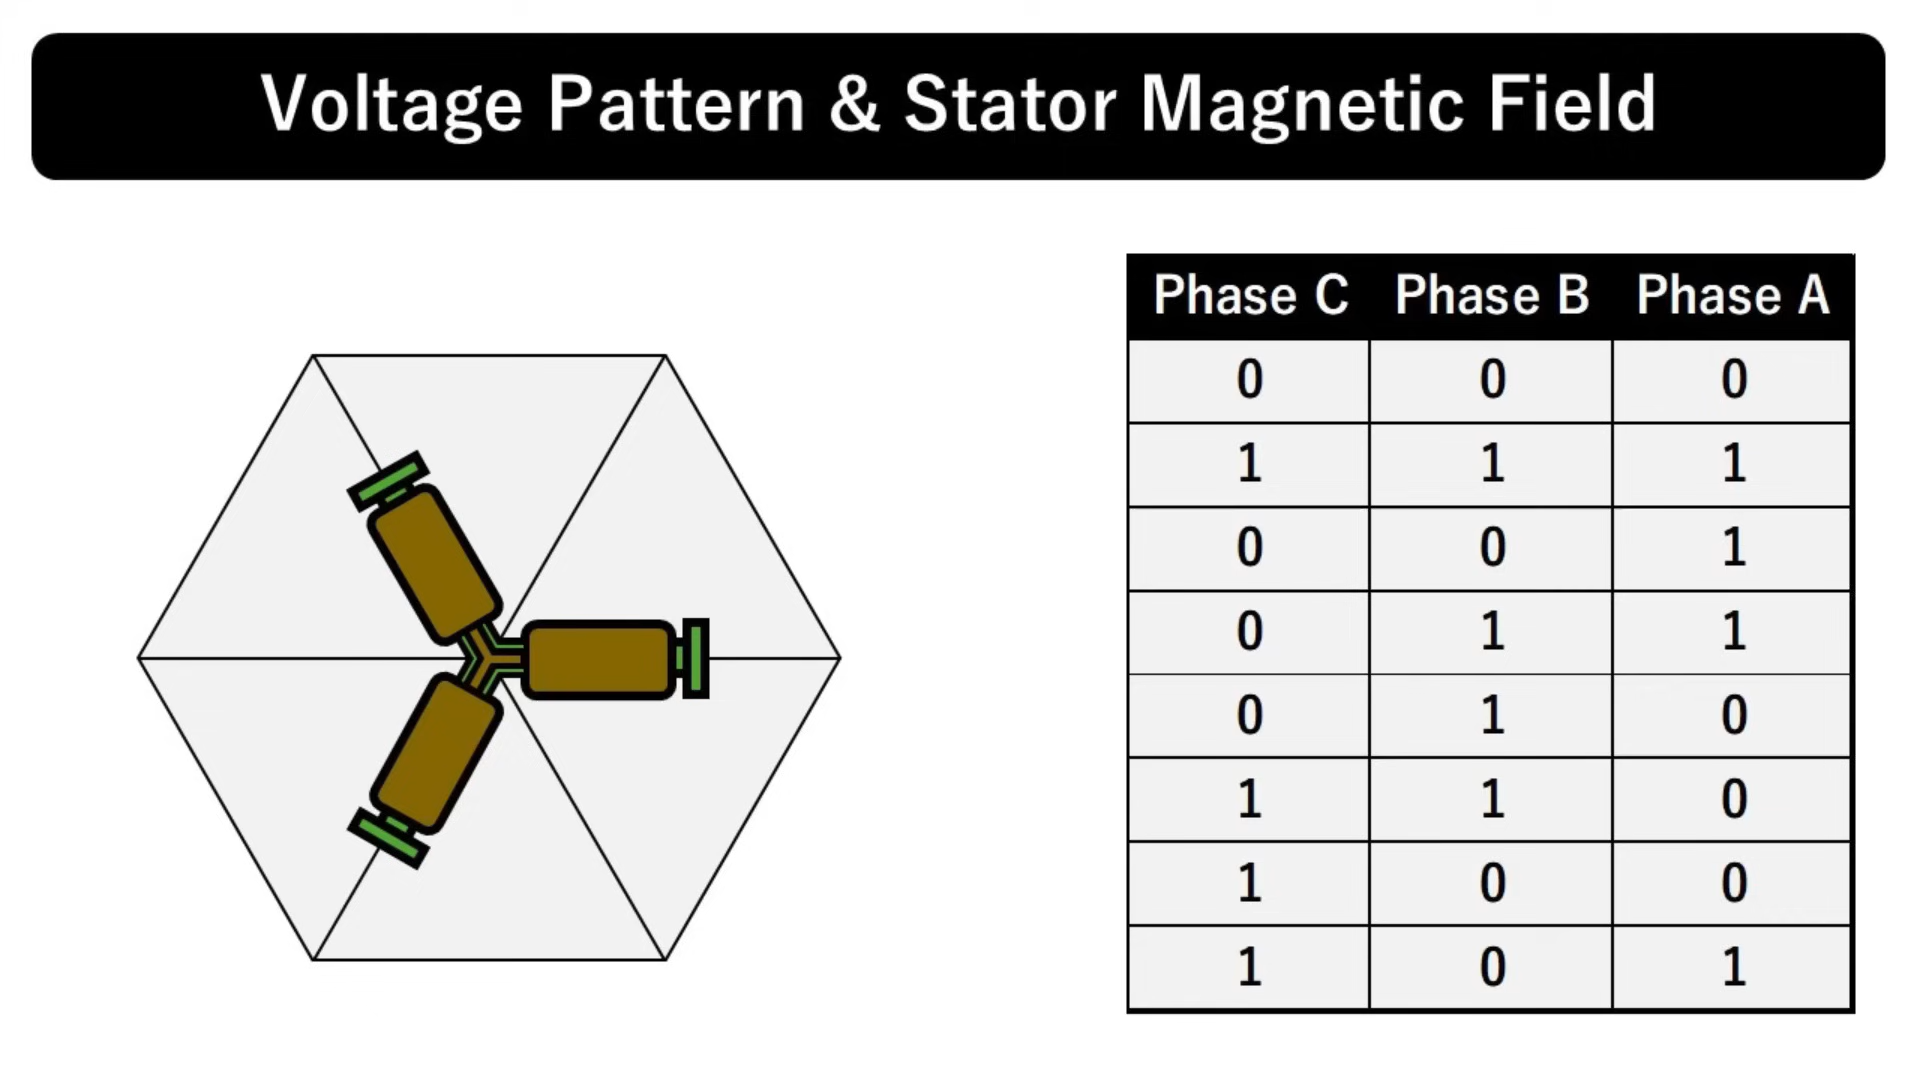 Voltage Pattern & Stator Magnetic Field
Phase C Phase B Phase A
0 0 0
1 1 1
0 0 1
0 1 1
0 1 0
1 1 0
1 0 0
1 0 1